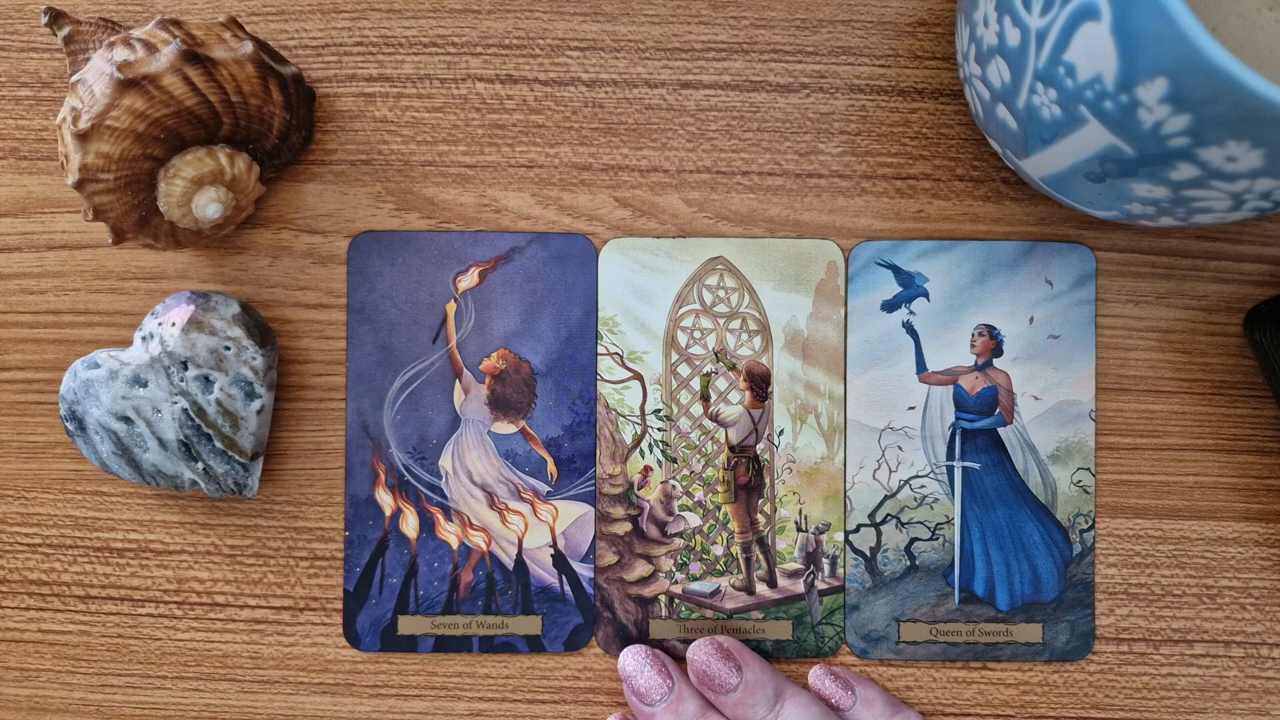 Seven of Wands
Three of Pentacles
Queen of Swords